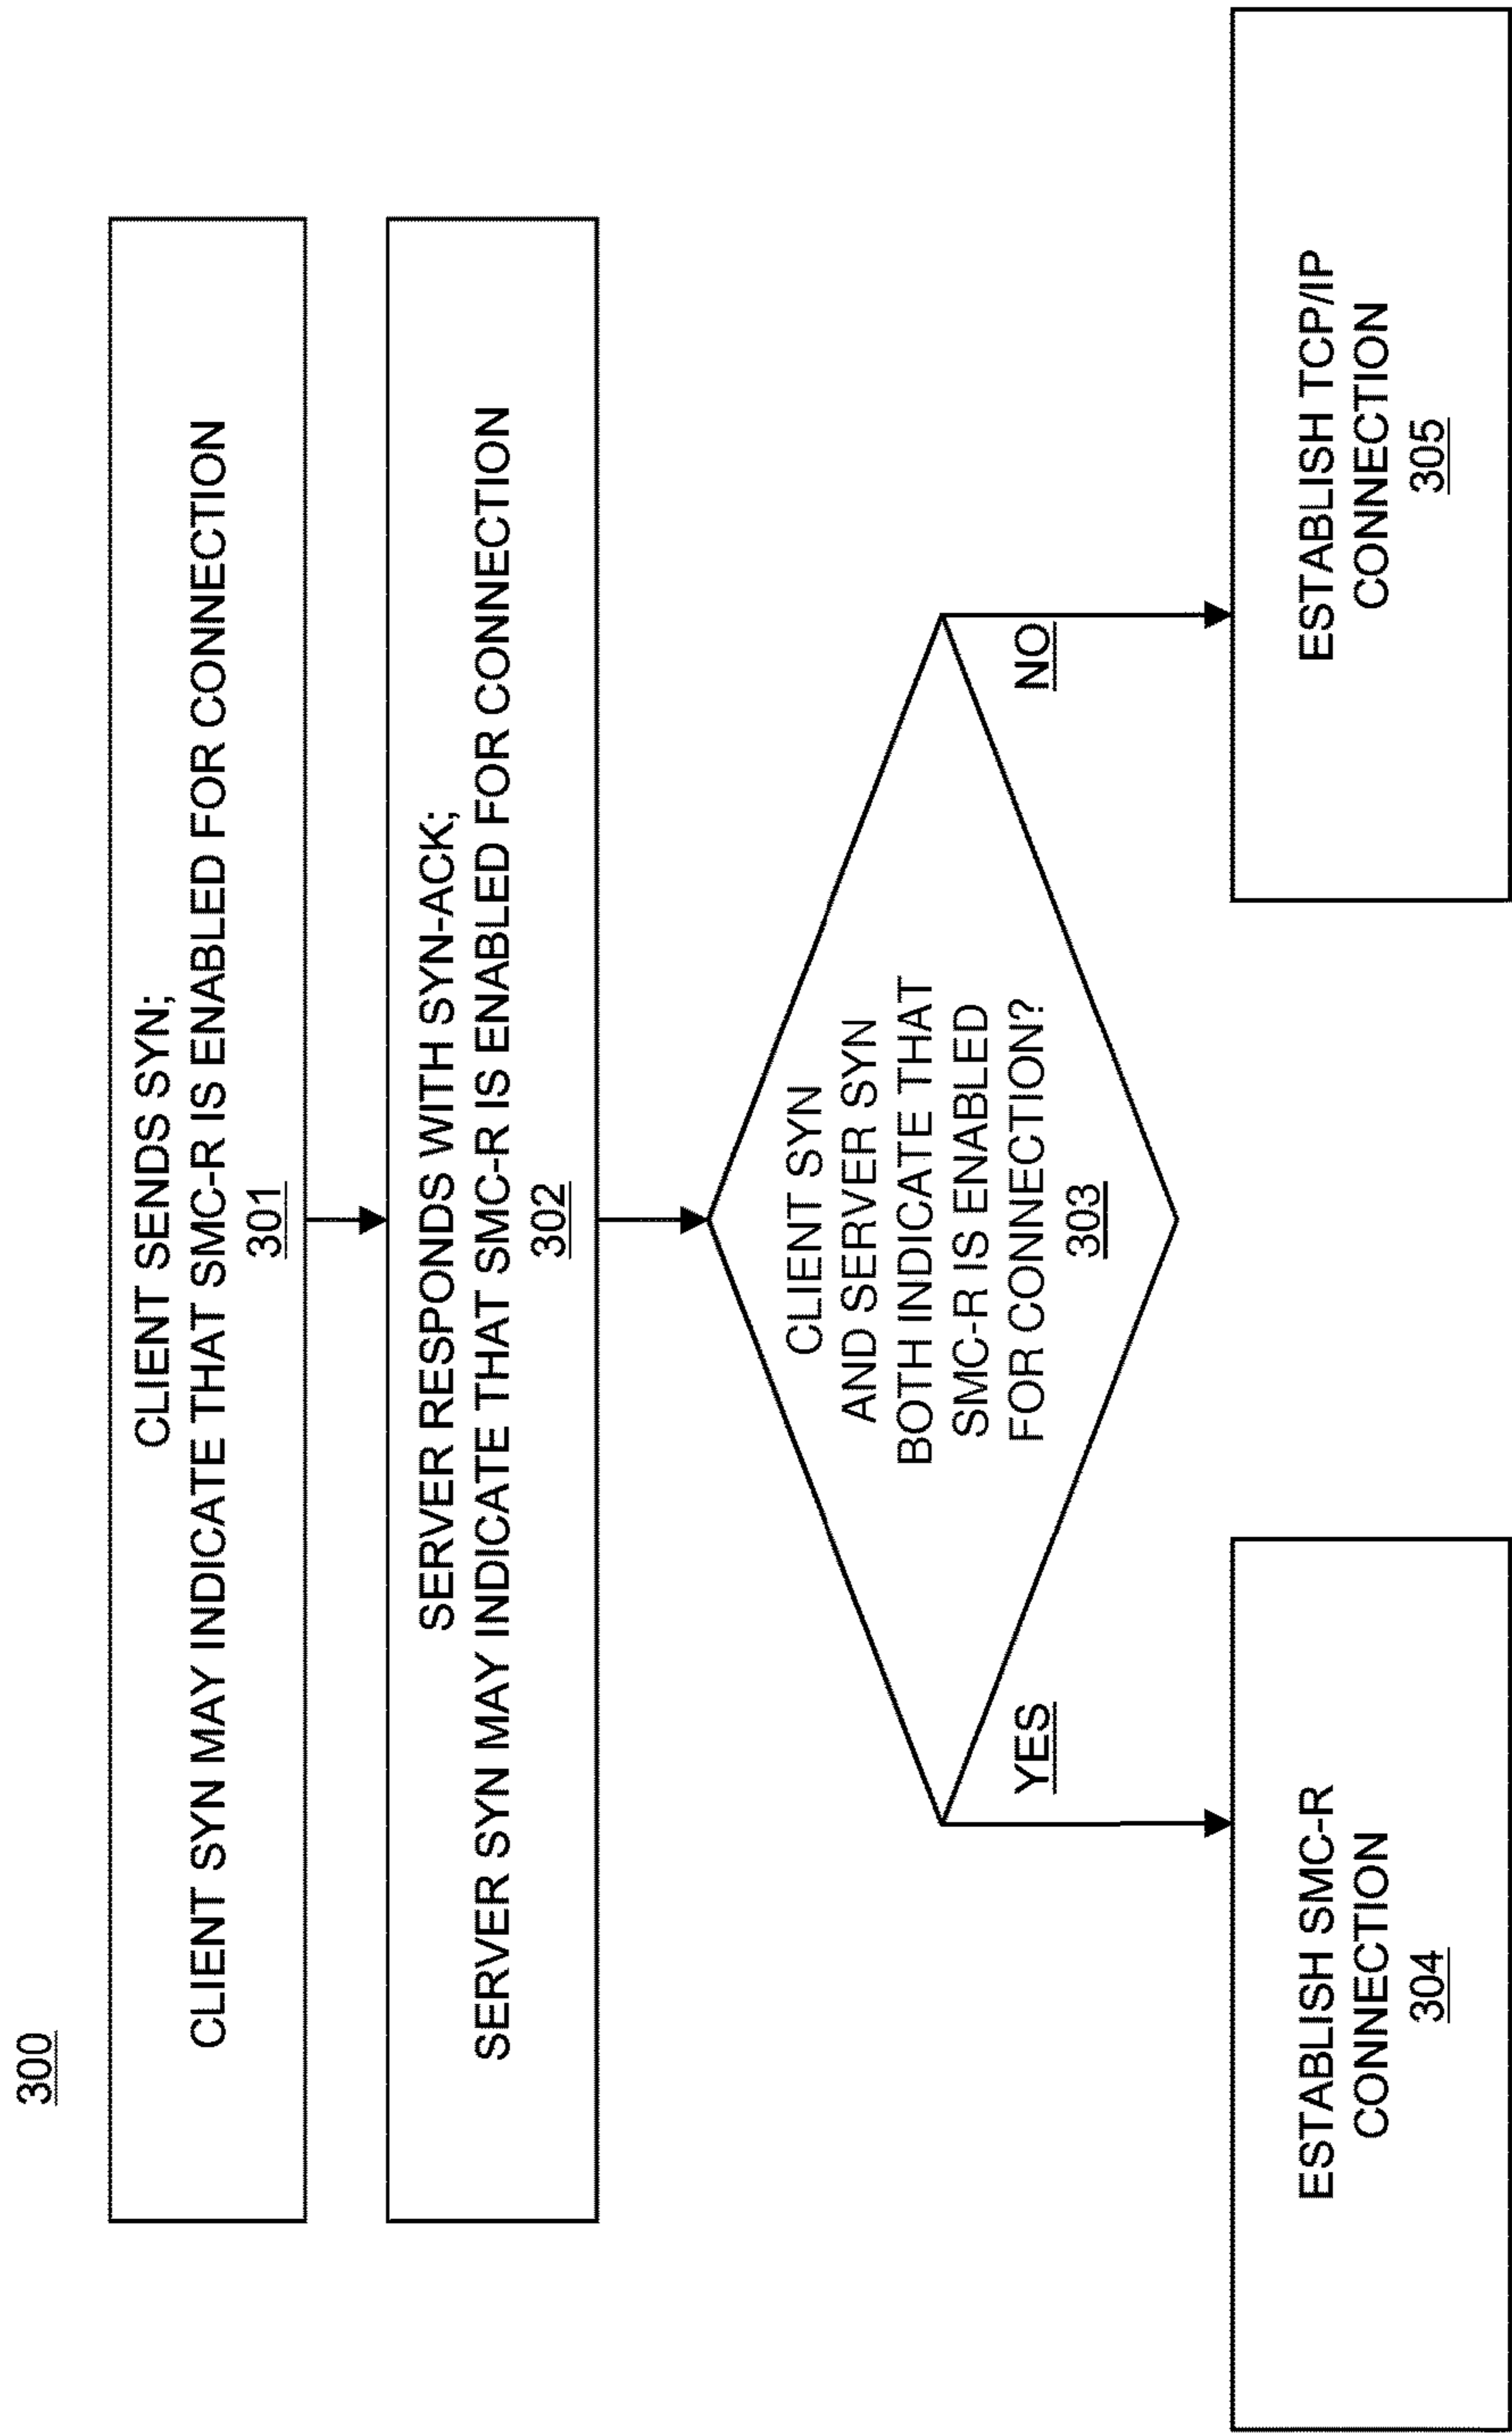 300
CLIENT SENDS SYN;
CLIENT SYN MAY INDICATE THAT SMC-R IS ENABLED FOR CONNECTION
301
SERVER RESPONDS WITH SYN-ACK;
SERVER SYN MAY INDICATE THAT SMC-R IS ENABLED FOR CONNECTION
302
CLIENT SYN
AND SERVER SYN
BOTH INDICATE THAT
SMC-R IS ENABLED
FOR CONNECTION?
303
YES
NO
ESTABLISH SMC-R
CONNECTION
304
ESTABLISH TCP/IP
CONNECTION
305